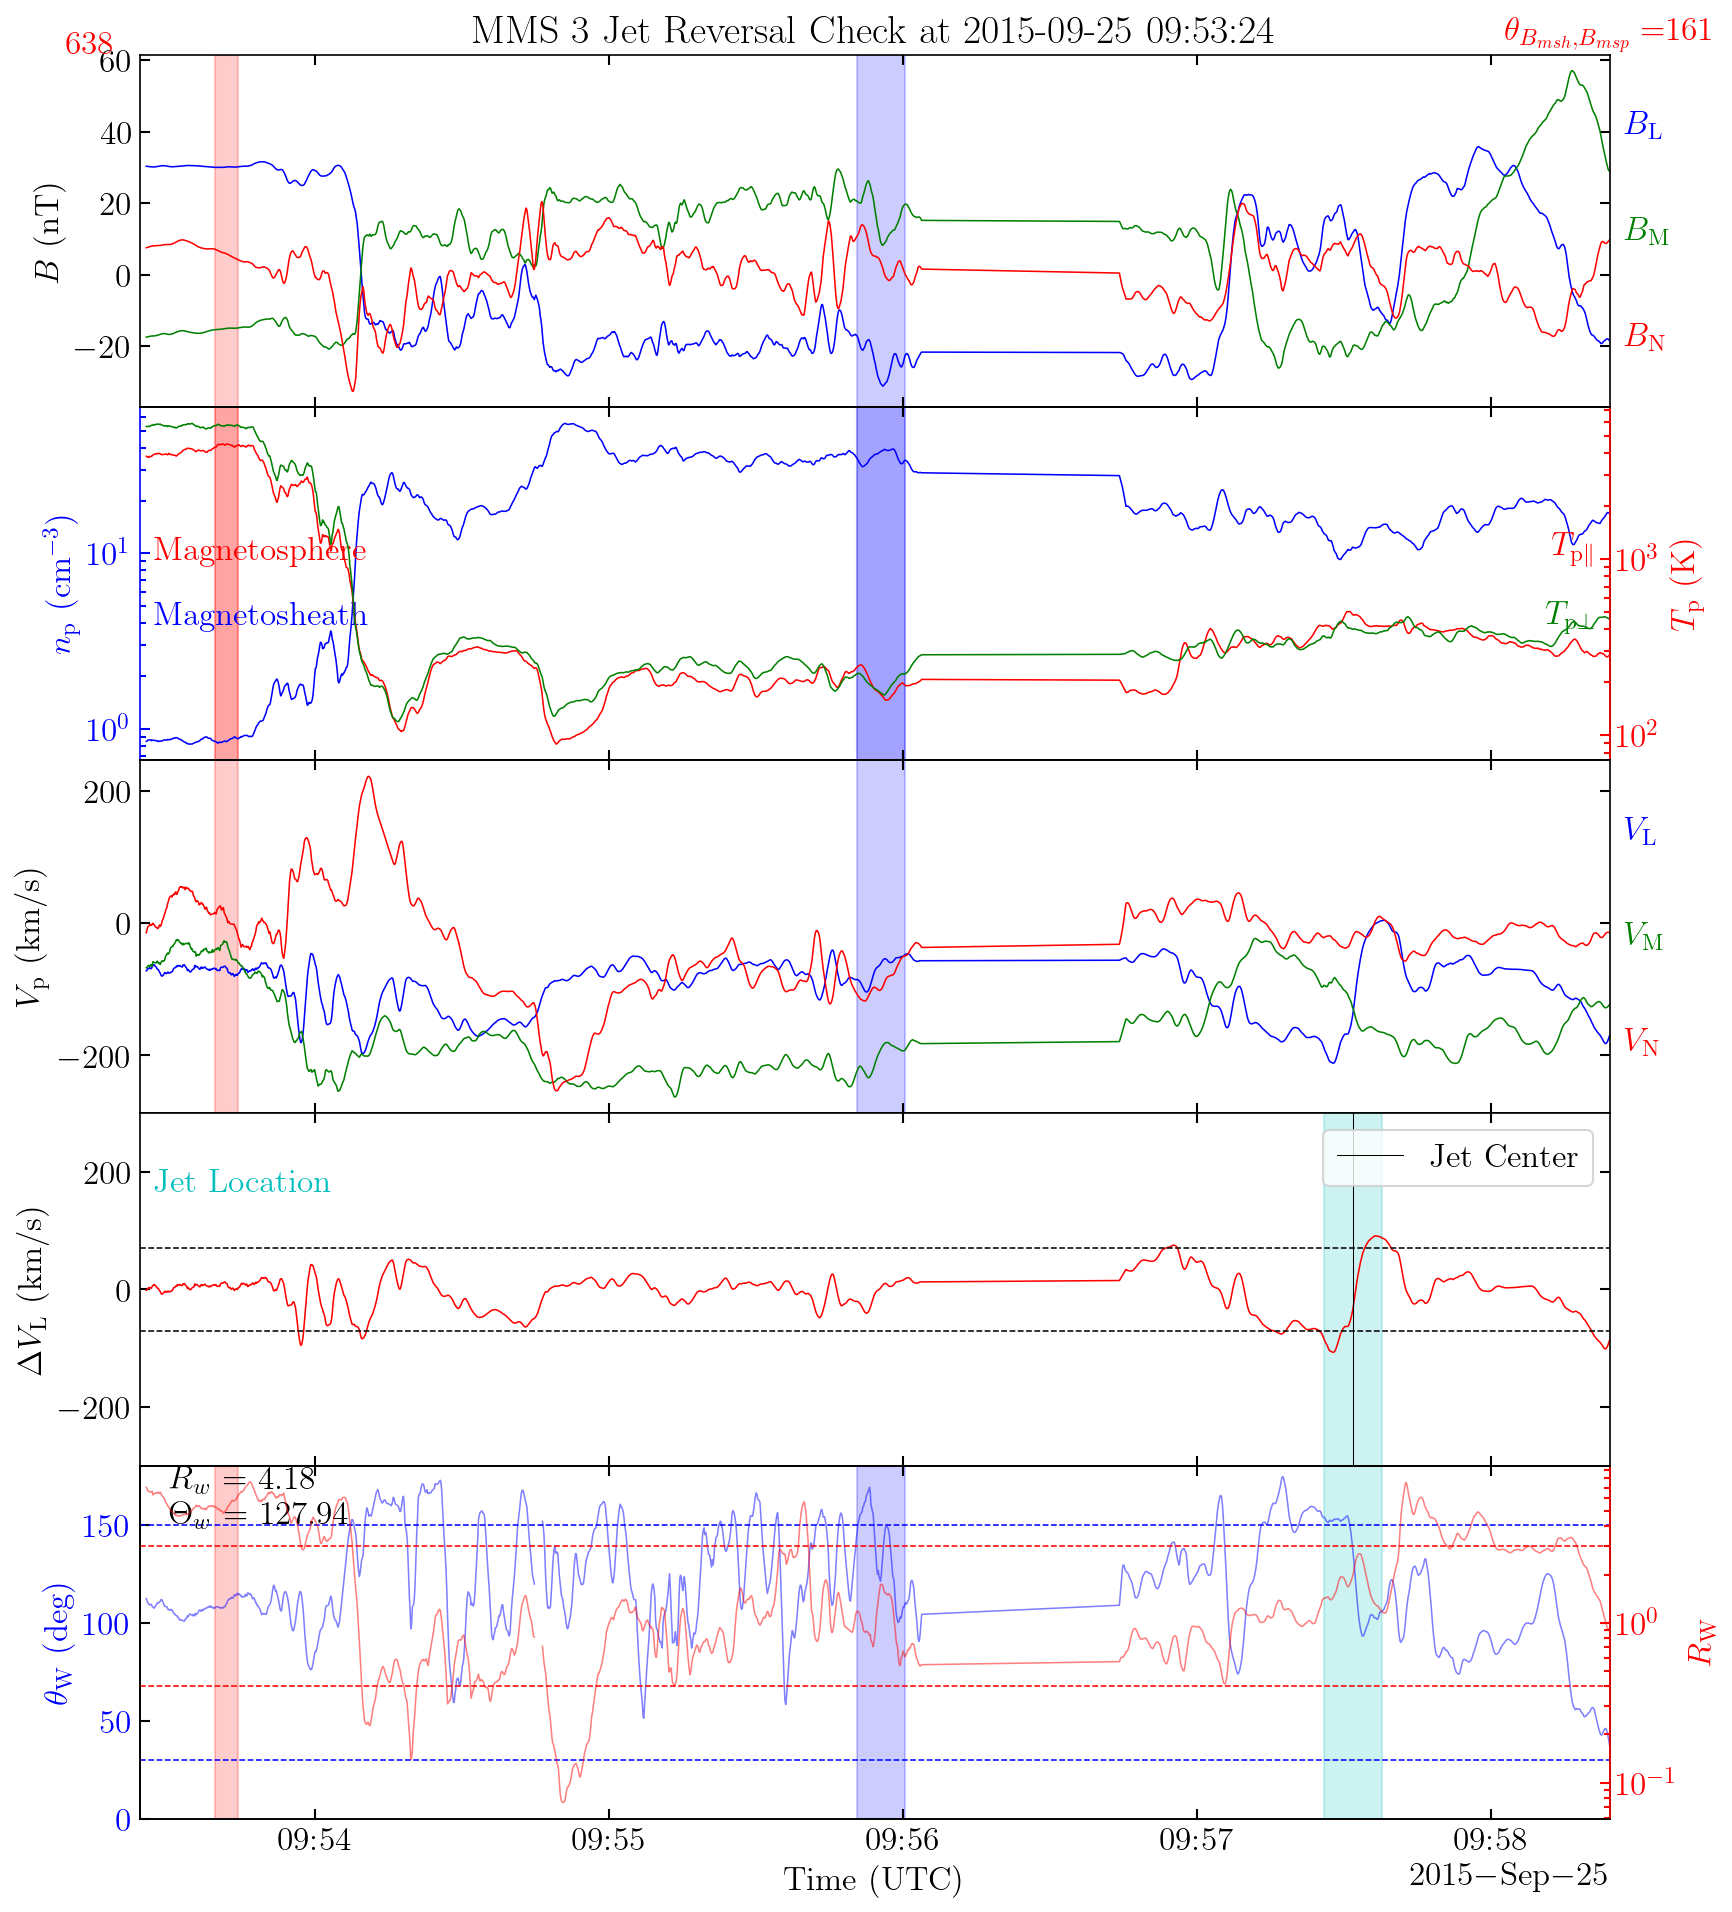 MMS 3 Jet Reversal Check at 2015-09-25 09:53:24
638
θ_{B_{msh},B_{msp}} =161
60
40
20
0
−20
B (nT)
B_L
B_M
B_N
10^1
10^0
n_p (cm^{−3})
Magnetosphere
Magnetosheath
T_{p∥}
T_{p⊥}
10^3
10^2
T_p (K)
200
0
−200
V_p (km/s)
V_L
V_M
V_N
200
0
−200
ΔV_L (km/s)
Jet Location
Jet Center
R_w = 4.18
Θ_w = 127.94
150
100
50
0
θ_W (deg)
10^0
10^{−1}
R_W
09:54
09:55
09:56
09:57
09:58
Time (UTC)
2015−Sep−25